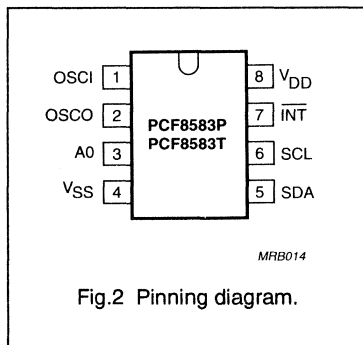 OSCI 1 8 VDD
OSCO 2 7 INT
PCF8583P
PCF8583T
A0 3 6 SCL
VSS 4 5 SDA
MRB014
Fig.2 Pinning diagram.